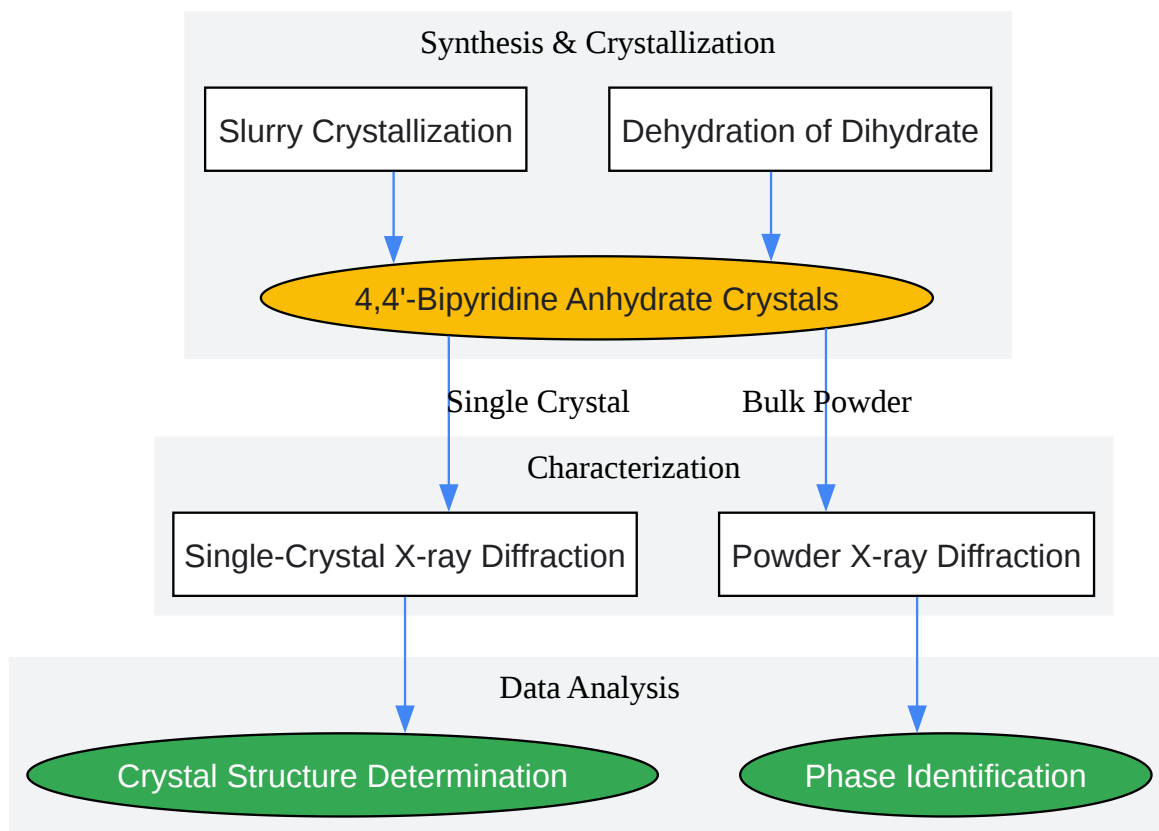 Synthesis & Crystallization
Slurry Crystallization
Dehydration of Dihydrate
4,4'-Bipyridine Anhydrate Crystals
Single Crystal
Bulk Powder
Characterization
Single-Crystal X-ray Diffraction
Powder X-ray Diffraction
Data Analysis
Crystal Structure Determination
Phase Identification